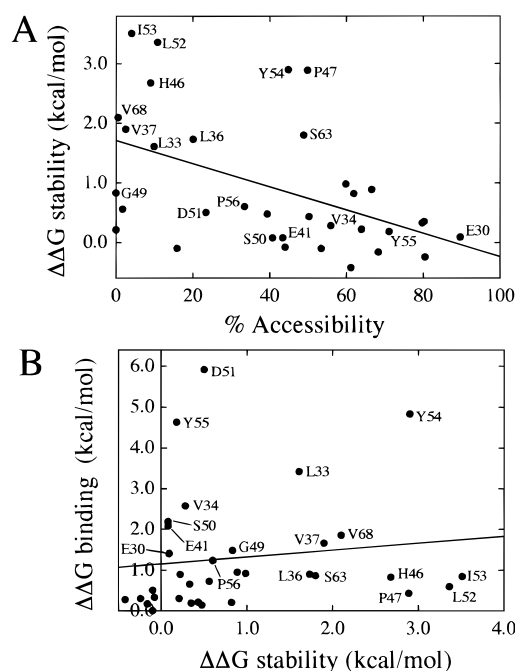 A
ΔΔG stability (kcal/mol)
3.0
2.0
1.0
0.0
I53
L52
H46
Y54
P47
V68
V37
L33
L36
S63
G49
D51
P56
S50
E41
V34
Y55
E30
0
20
40
60
80
100
% Accessibility
B
ΔΔG binding (kcal/mol)
6.0
5.0
4.0
3.0
2.0
1.0
0.0
D51
Y55
Y54
L33
V34
S50
E41
E30
G49
V37
V68
P56
L36
S63
H46
I53
P47
L52
0.0
1.0
2.0
3.0
4.0
ΔΔG stability (kcal/mol)